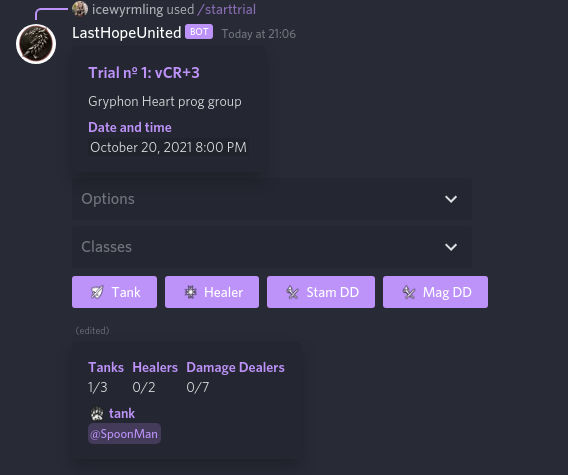 icewyrmling used /starttrial
LastHopeUnited BOT Today at 21:06
Trial nº 1: vCR+3
Gryphon Heart prog group
Date and time
October 20, 2021 8:00 PM
Options
Classes
Tank Healer Stam DD Mag DD
(edited)
Tanks Healers Damage Dealers
1/3 0/2 0/7
tank
@SpoonMan